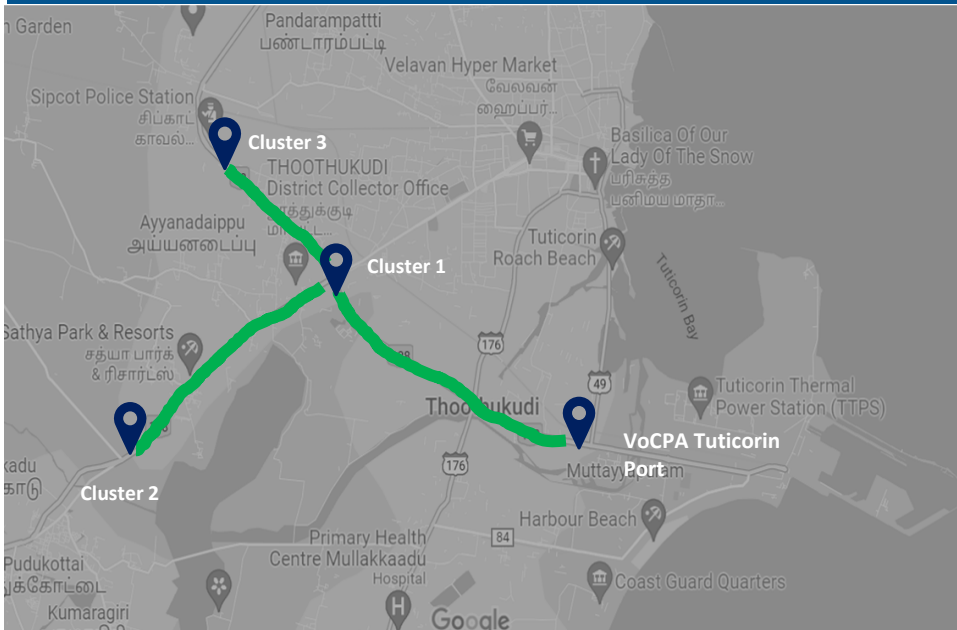 n Garden
Pandarampattti
பண்டாரம்பட்டி
Velavan Hyper Market
வேலவன்
ஹைப்பர்...
Sipcot Police Station
சிப்காட்
காவல்...
Cluster 3
Basilica Of Our
Lady Of The Snow
பரிசுத்த
பனிமய மாதா...
THOOTHUKUDI
District Collector Office
Ayyanadaippu
அய்யனடைப்பு
Tuticorin
Roach Beach
Cluster 1
Tuticorin Bay
Sathya Park & Resorts
சத்யா பார்க்
& ரிசார்ட்ஸ்
176
49
Tuticorin Thermal
Power Station (TTPS)
Thoothukudi
VoCPA Tuticorin
Port
Muttayyapuram
176
kadu
Cluster 2
Harbour Beach
84
Primary Health
Centre Mullakkaadu
Hospital
Pudukottai
துக்கோட்டை
Coast Guard Quarters
Kumaragiri
Google